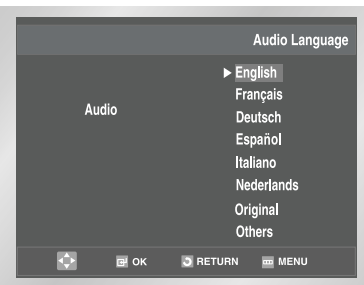 Audio Language
English
Français
Audio
Deutsch
Español
Italiano
Nederlands
Original
Others
OK RETURN MENU